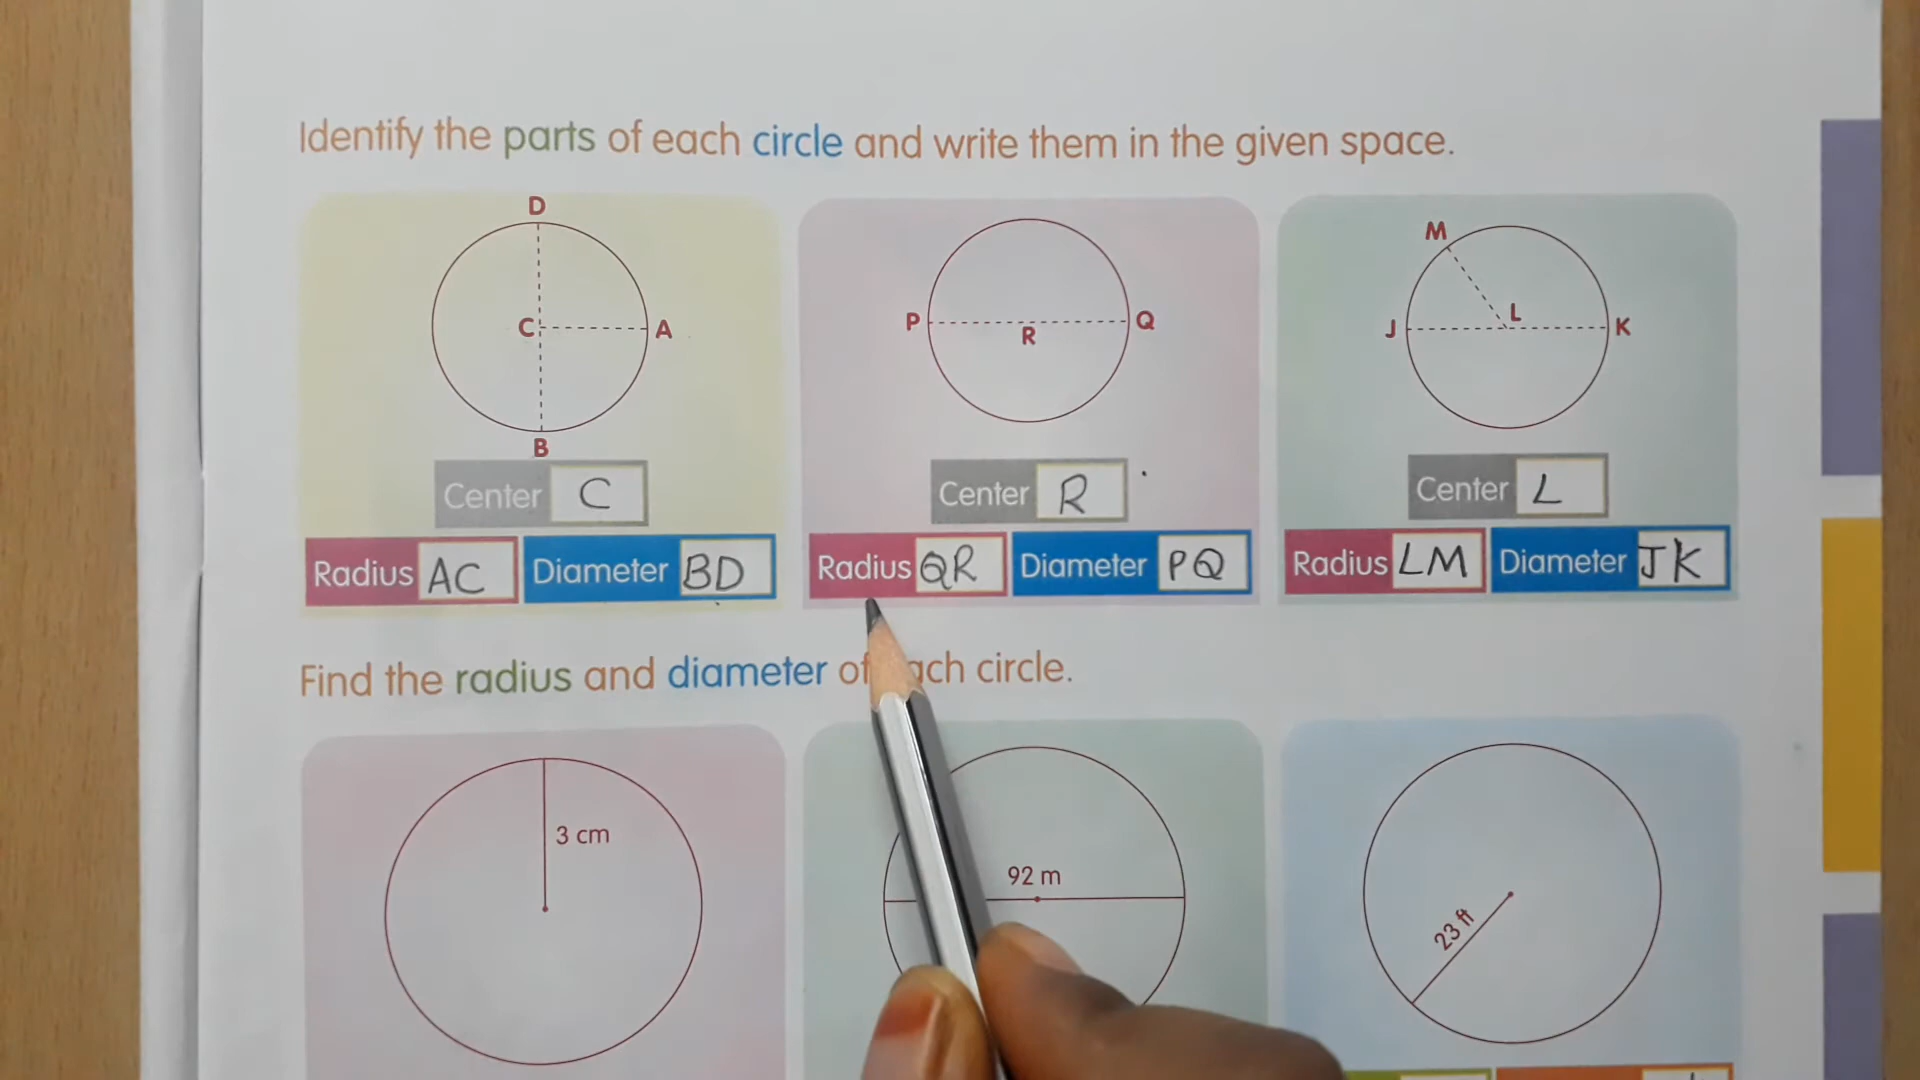 Identify the parts of each circle and write them in the given space.
D
C A
B
Center C
Radius AC Diameter BD
P Q
R
Center R
Radius QR Diameter PQ
M
L
J K
Center L
Radius LM Diameter JK
Find the radius and diameter of ach circle.
3 cm
92 m
23 ft